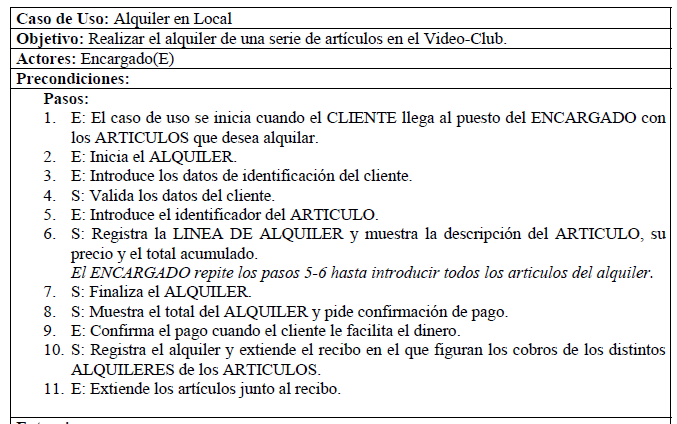 Caso de Uso: Alquiler en Local
Objetivo: Realizar el alquiler de una serie de artículos en el Video-Club.
Actores: Encargado(E)
Precondiciones:
Pasos:
1. E: El caso de uso se inicia cuando el CLIENTE llega al puesto del ENCARGADO con
los ARTICULOS que desea alquilar.
2. E: Inicia el ALQUILER.
3. E: Introduce los datos de identificación del cliente.
4. S: Valida los datos del cliente.
5. E: Introduce el identificador del ARTICULO.
6. S: Registra la LINEA DE ALQUILER y muestra la descripción del ARTICULO, su
precio y el total acumulado.
El ENCARGADO repite los pasos 5-6 hasta introducir todos los articulos del alquiler.
7. S: Finaliza el ALQUILER.
8. S: Muestra el total del ALQUILER y pide confirmación de pago.
9. E: Confirma el pago cuando el cliente le facilita el dinero.
10. S: Registra el alquiler y extiende el recibo en el que figuran los cobros de los distintos
ALQUILERES de los ARTICULOS.
11. E: Extiende los artículos junto al recibo.